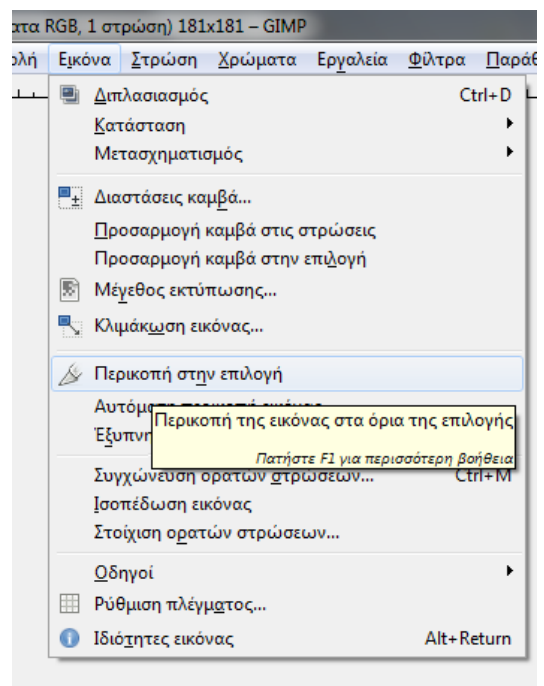 ατα RGB, 1 στρώση) 181x181 – GIMP
ολή Εικόνα Στρώση Χρώματα Εργαλεία Φίλτρα Παράθ
Διπλασιασμός Ctrl+D
Κατάσταση
Μετασχηματισμός
Διαστάσεις καμβά...
Προσαρμογή καμβά στις στρώσεις
Προσαρμογή καμβά στην επιλογή
Μέγεθος εκτύπωσης...
Κλιμάκωση εικόνας...
Περικοπή στην επιλογή
Περικοπή της εικόνας στα όρια της επιλογής
Πατήστε F1 για περισσότερη βοήθεια
Συγχώνευση ορατών στρώσεων... Ctrl+M
Ισοπέδωση εικόνας
Στοίχιση ορατών στρώσεων...
Οδηγοί
Ρύθμιση πλέγματος...
Ιδιότητες εικόνας Alt+Return